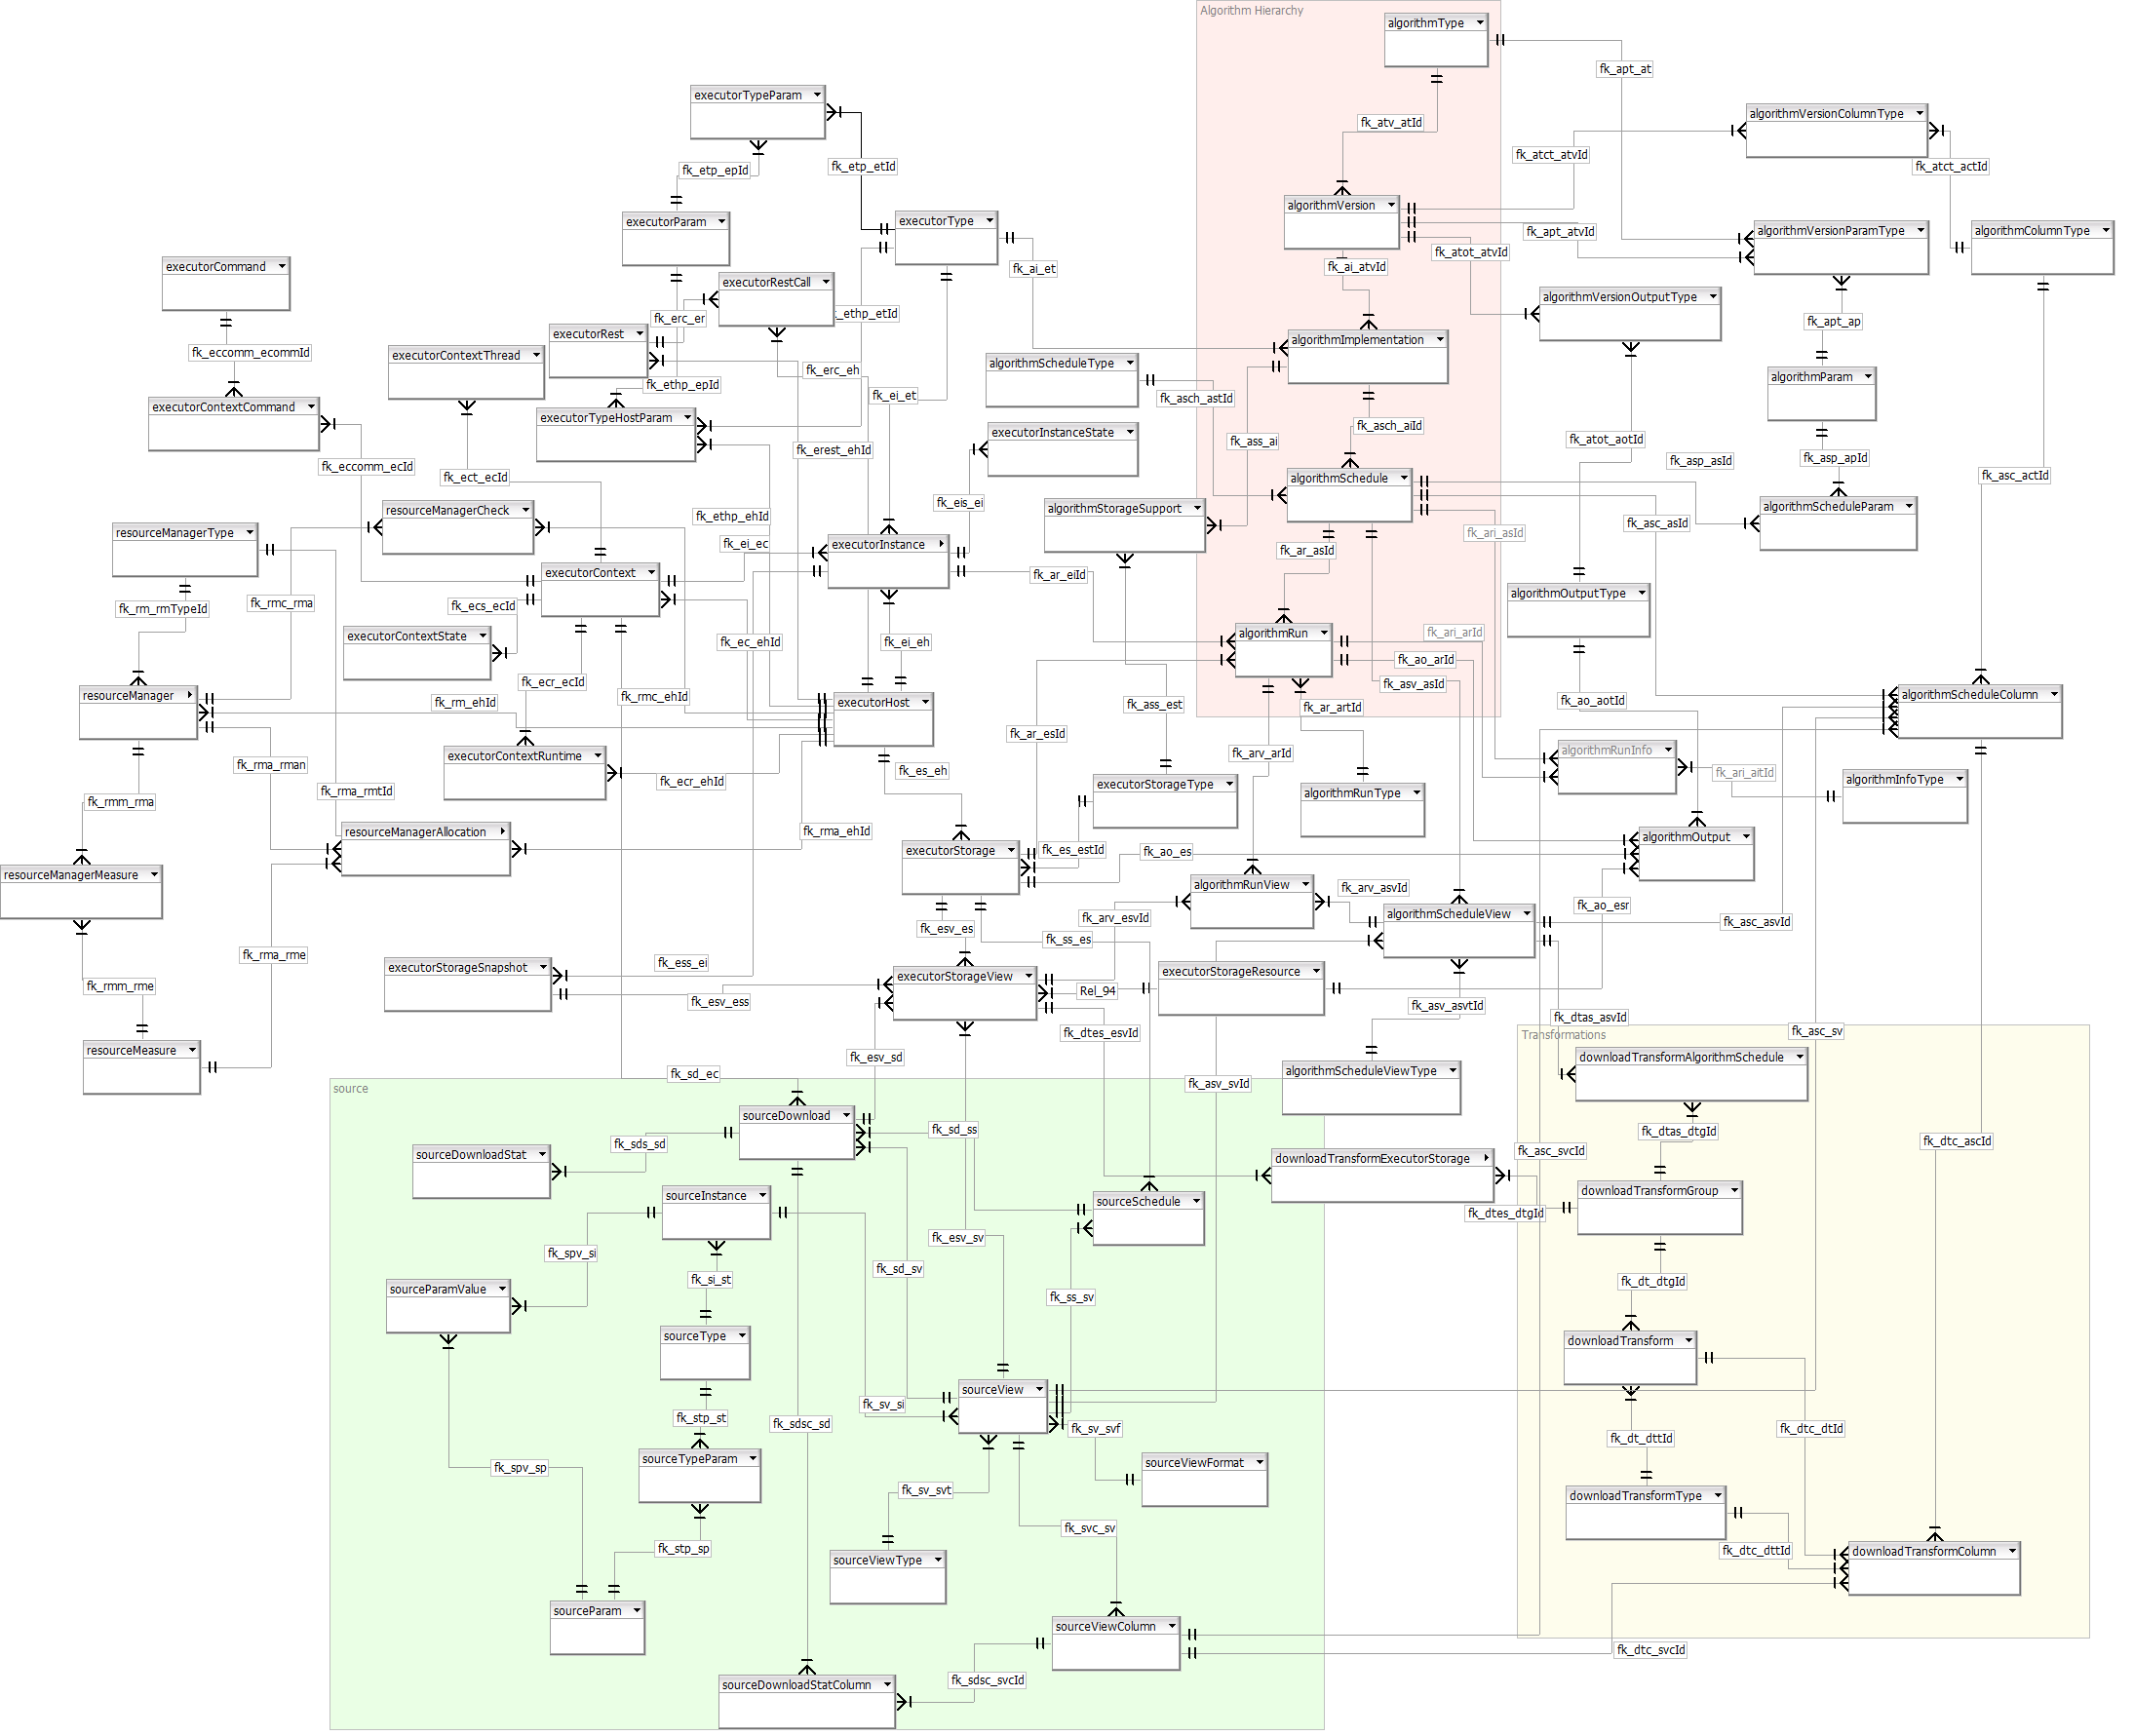 Algorithm Hierarchy
algorithmType
fk_apt_at
executorTypeParam
algorithmVersionColumnType
fk_atv_atId
fk_atct_atvId
fk_etp_epId
fk_etp_etId
fk_atct_actId
algorithmVersion
executorParam
executorType
fk_apt_atvId
algorithmVersionParamType
algorithmColumnType
fk_atot_atvId
executorCommand
fk_ai_et
fk_ai_atvId
executorRestCall
algorithmVersionOutputType
fk_erc_er
_ethp_etId
fk_apt_ap
executorRest
algorithmImplementation
fk_eccomm_ecommId
executorContextThread
algorithmScheduleType
fk_erc_eh
algorithmParam
fk_ethp_epId
fk_ei_et
fk_asch_astId
executorContextCommand
executorTypeHostParam
fk_asch_aiId
executorInstanceState
fk_ass_ai
fk_atot_aotId
fk_erest_ehId
fk_asp_apId
fk_asp_asId
fk_eccomm_ecId
fk_ect_ecId
algorithmSchedule
fk_asc_actId
fk_eis_ei
resourceManagerCheck
algorithmStorageSupport
algorithmScheduleParam
fk_ethp_ehId
fk_asc_asId
resourceManagerType
fk_ari_asId
fk_ei_ec
executorInstance
fk_ar_asId
executorContext
fk_ar_eiId
algorithmOutputType
fk_rm_rmTypeId
fk_rmc_rma
fk_ecs_ecId
executorContextState
fk_ec_ehId
fk_ei_eh
algorithmRun
fk_ari_arId
fk_ao_arId
fk_ecr_ecId
fk_asv_asId
resourceManager
fk_rm_ehId
fk_rmc_ehId
executorHost
fk_ass_est
fk_ar_artId
fk_ao_aotId
algorithmScheduleColumn
fk_ar_esId
executorContextRuntime
fk_arv_arId
algorithmRunInfo
fk_rma_rman
fk_es_eh
fk_ari_aitId
fk_ecr_ehId
executorStorageType
algorithmInfoType
fk_rma_rmtId
algorithmRunType
fk_rmm_rma
resourceManagerAllocation
fk_rma_ehId
algorithmOutput
executorStorage
fk_es_estId
fk_ao_es
resourceManagerMeasure
algorithmRunView
fk_arv_asvId
fk_ao_esr
fk_arv_esvId
algorithmScheduleView
fk_asc_asvId
fk_esv_es
fk_ss_es
fk_rma_rme
executorStorageSnapshot
fk_ess_ei
executorStorageView
executorStorageResource
fk_rmm_rme
Rel_94
fk_esv_ess
fk_asv_asvtId
fk_dtas_asvId
fk_dtes_esvId
fk_asc_sv
Transformations
resourceMeasure
fk_esv_sd
downloadTransformAlgorithmSchedule
fk_sd_ec
algorithmScheduleViewType
fk_asv_svId
source
sourceDownload
fk_sd_ss
fk_dtas_dtgId
fk_sds_sd
fk_dtc_ascId
fk_asc_svcId
sourceDownloadStat
downloadTransformExecutorStorage
sourceInstance
sourceSchedule
downloadTransformGroup
fk_dtes_dtgId
fk_esv_sv
fk_spv_si
fk_sd_sv
fk_si_st
fk_dt_dtgId
sourceParamValue
fk_ss_sv
sourceType
downloadTransform
sourceView
fk_sv_si
fk_stp_st
fk_sdsc_sd
fk_sv_svf
fk_dtc_dtId
fk_dt_dttId
sourceTypeParam
sourceViewFormat
fk_spv_sp
fk_sv_svt
downloadTransformType
fk_svc_sv
fk_stp_sp
fk_dtc_dttId
downloadTransformColumn
sourceViewType
sourceParam
sourceViewColumn
fk_dtc_svcId
fk_sdsc_svcId
sourceDownloadStatColumn